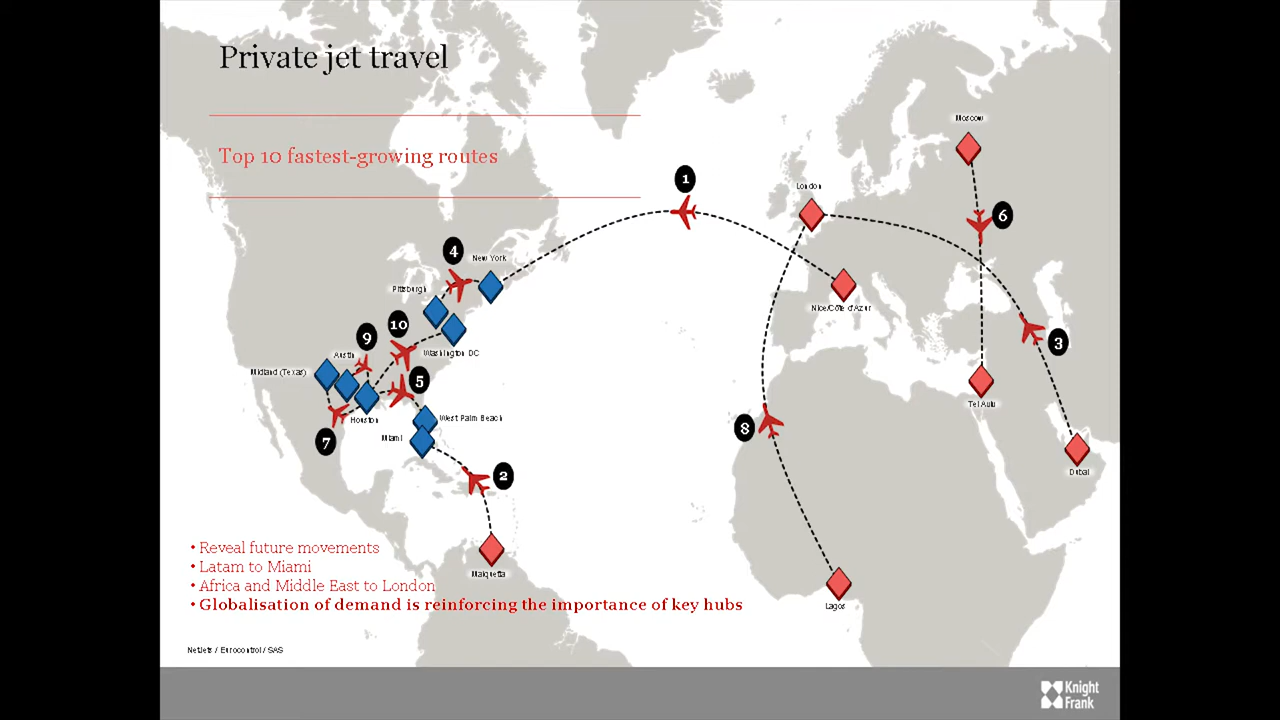 Private jet travel
Top 10 fastest-growing routes
Moscow
London
1
6
4
New York
Pittsburgh
Nice/Côte d'Azur
10
9
Washington DC
3
Austin
Midland (Texas)
5
Tel Aviv
Houston
West Palm Beach
8
Miami
7
2
Dubai
Maiquetia
Lagos
• Reveal future movements
• Latam to Miami
• Africa and Middle East to London
• Globalisation of demand is reinforcing the importance of key hubs
NetJets / Eurocontrol / SAS
Knight
Frank